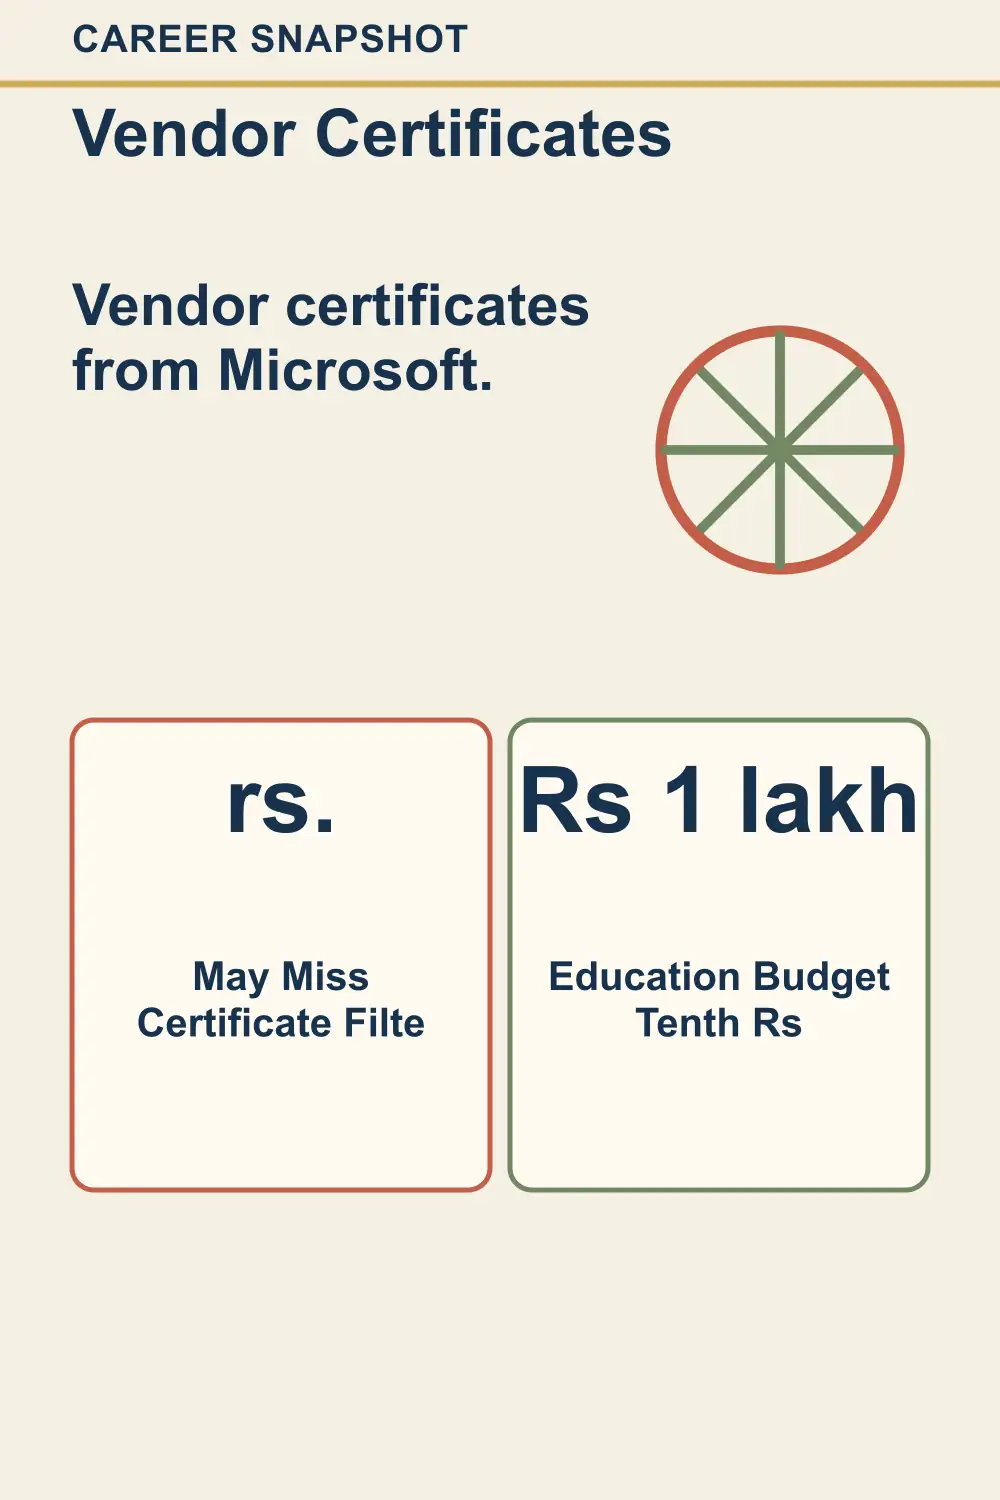 CAREER SNAPSHOT
Vendor Certificates
Vendor certificates
from Microsoft.
rs.
May Miss
Certificate Filte
Rs 1 lakh
Education Budget
Tenth Rs